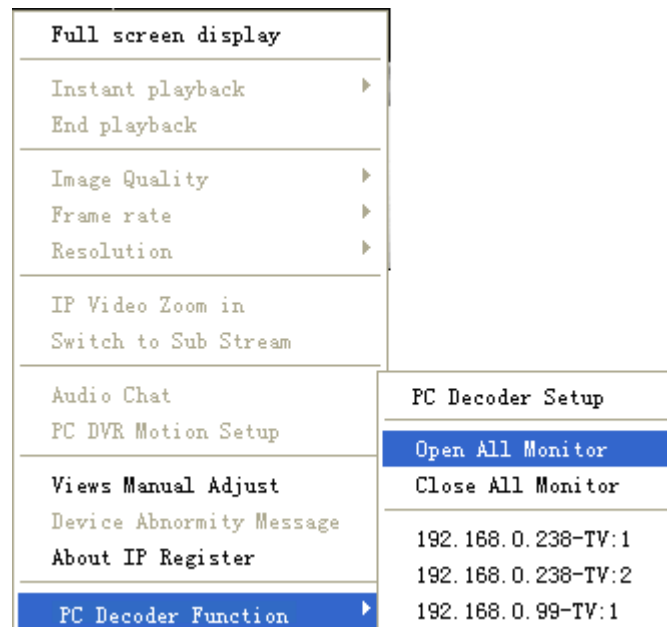 Full screen display
Instant playback
End playback
Image Quality
Frame rate
Resolution
IP Video Zoom in
Switch to Sub Stream
Audio Chat
PC DVR Motion Setup
Views Manual Adjust
Device Abnormity Message
About IP Register
PC Decoder Function
PC Decoder Setup
Open All Monitor
Close All Monitor
192.168.0.238-TV:1
192.168.0.238-TV:2
192.168.0.99-TV:1